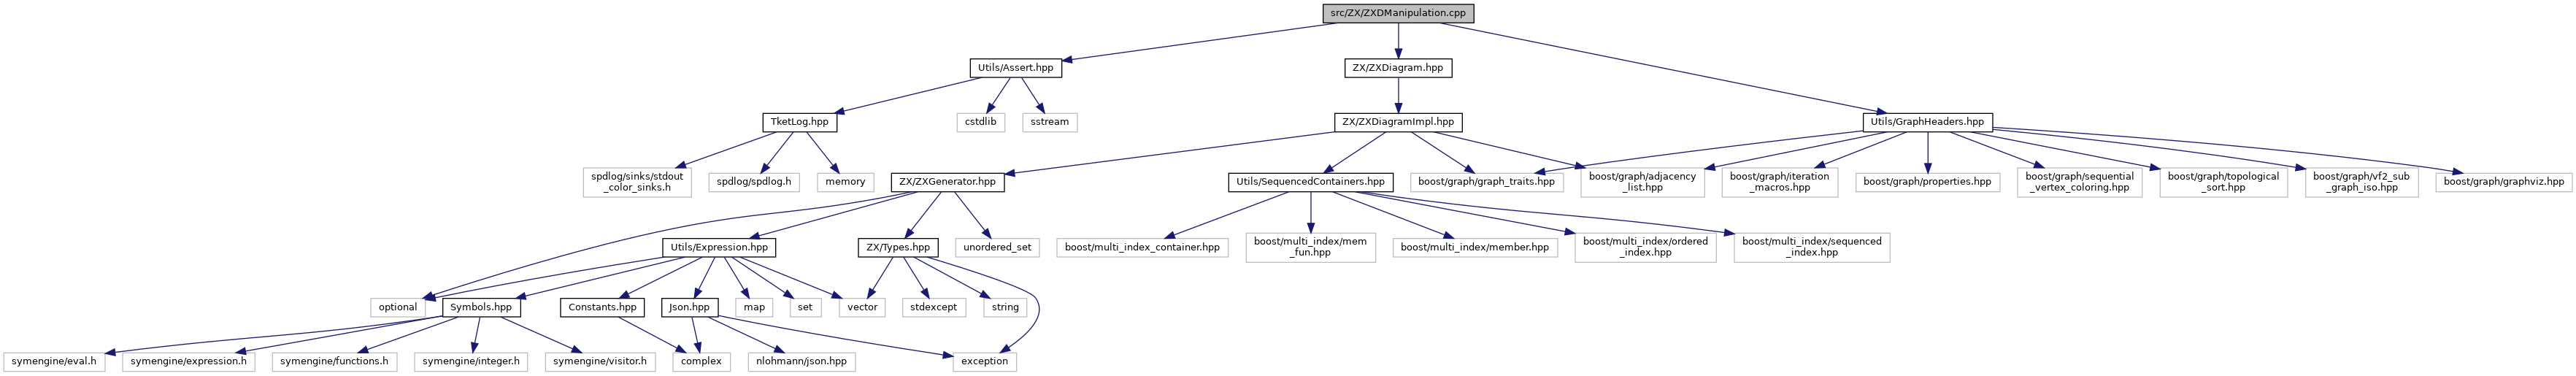 src/ZX/ZXDManipulation.cpp
Utils/Assert.hpp
ZX/ZXDiagram.hpp
TketLog.hpp
cstdlib
sstream
ZX/ZXDiagramImpl.hpp
Utils/GraphHeaders.hpp
spdlog/sinks/stdout
_color_sinks.h
spdlog/spdlog.h
memory
ZX/ZXGenerator.hpp
Utils/SequencedContainers.hpp
boost/graph/graph_traits.hpp
boost/graph/adjacency
_list.hpp
boost/graph/iteration
_macros.hpp
boost/graph/properties.hpp
boost/graph/sequential
_vertex_coloring.hpp
boost/graph/topological
_sort.hpp
boost/graph/vf2_sub
_graph_iso.hpp
boost/graph/graphviz.hpp
Utils/Expression.hpp
ZX/Types.hpp
unordered_set
boost/multi_index_container.hpp
boost/multi_index/mem
_fun.hpp
boost/multi_index/member.hpp
boost/multi_index/ordered
_index.hpp
boost/multi_index/sequenced
_index.hpp
optional
Symbols.hpp
Constants.hpp
Json.hpp
map
set
vector
stdexcept
string
symengine/eval.h
symengine/expression.h
symengine/functions.h
symengine/integer.h
symengine/visitor.h
complex
nlohmann/json.hpp
exception